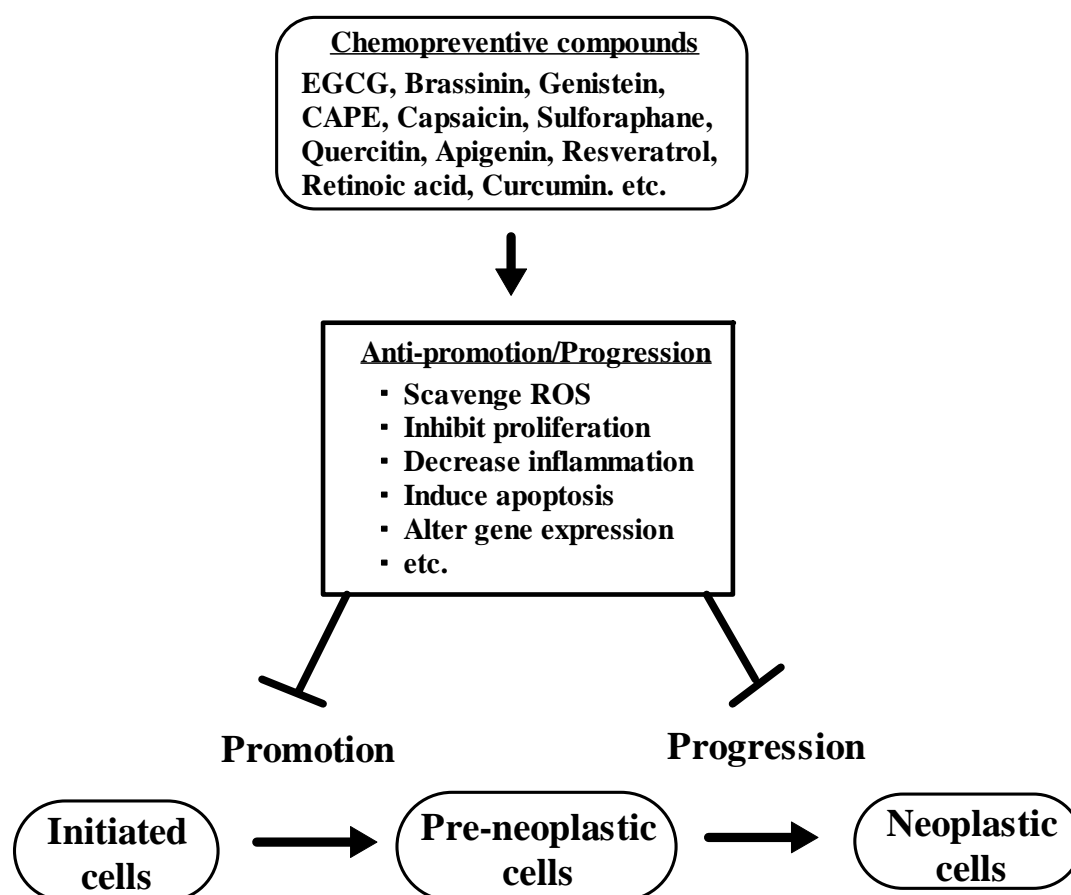 Chemopreventive compounds
EGCG, Brassinin, Genistein,
CAPE, Capsaicin, Sulforaphane,
Quercitin, Apigenin, Resveratrol,
Retinoic acid, Curcumin. etc.
Anti-promotion/Progression
▪ Scavenge ROS
▪ Inhibit proliferation
▪ Decrease inflammation
▪ Induce apoptosis
▪ Alter gene expression
▪ etc.
Promotion
Progression
Initiated
cells
Pre-neoplastic
cells
Neoplastic
cells